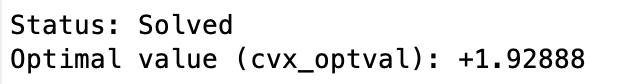 Status: Solved
Optimal value (cvx_optval): +1.92888